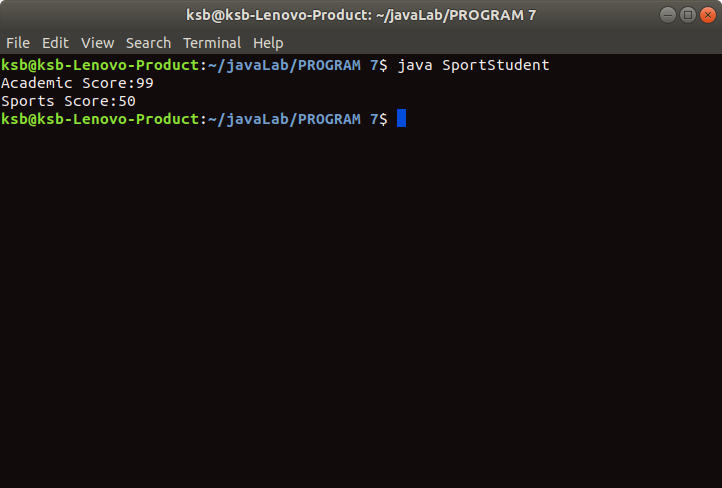 ksb@ksb-Lenovo-Product: ~/javaLab/PROGRAM 7
File Edit View Search Terminal Help
ksb@ksb-Lenovo-Product:~/javaLab/PROGRAM 7$ java SportStudent
Academic Score:99
Sports Score:50
ksb@ksb-Lenovo-Product:~/javaLab/PROGRAM 7$